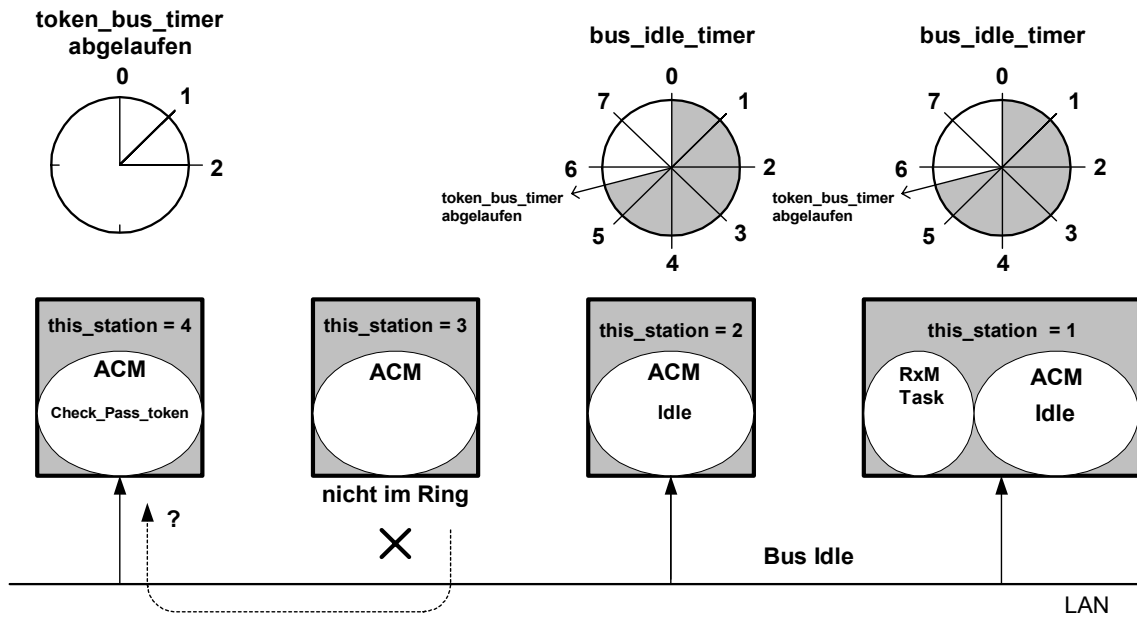 token_bus_timer
abgelaufen
0
1
2
bus_idle_timer
0
1
2
3
4
5
6
7
token_bus_timer
abgelaufen
bus_idle_timer
0
1
2
3
4
5
6
7
token_bus_timer
abgelaufen
this_station = 4
ACM
Check_Pass_token
this_station = 3
ACM
nicht im Ring
this_station = 2
ACM
Idle
this_station = 1
RxM
Task
ACM
Idle
?
Bus Idle
LAN